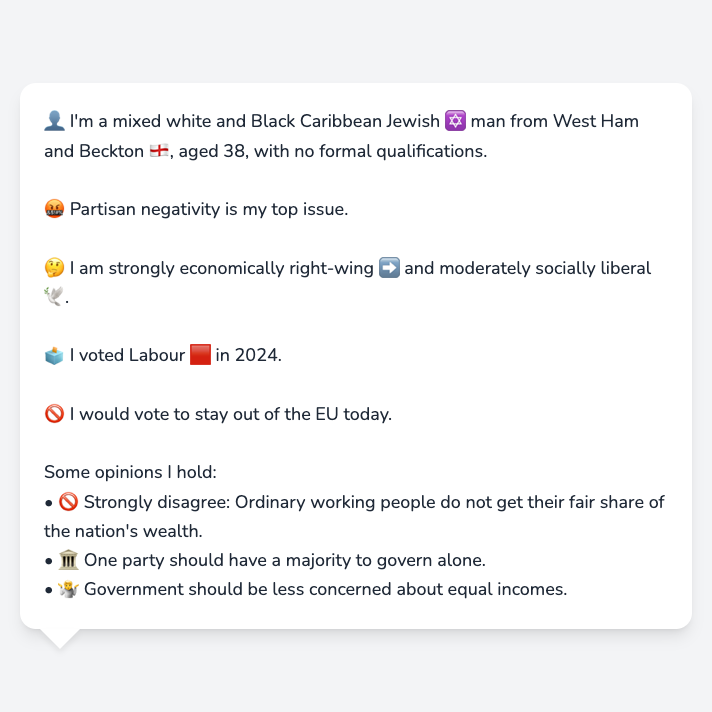 👤 I'm a mixed white and Black Caribbean Jewish ✡️ man from West Ham
and Beckton 🏴󠁧󠁢󠁥󠁮󠁧󠁿, aged 38, with no formal qualifications.
🤬 Partisan negativity is my top issue.
🤔 I am strongly economically right-wing ➡️ and moderately socially liberal
🕊️.
🗳️ I voted Labour 🟥 in 2024.
🚫 I would vote to stay out of the EU today.
Some opinions I hold:
• 🚫 Strongly disagree: Ordinary working people do not get their fair share of
the nation's wealth.
• 🏛️ One party should have a majority to govern alone.
• 🤷 Government should be less concerned about equal incomes.